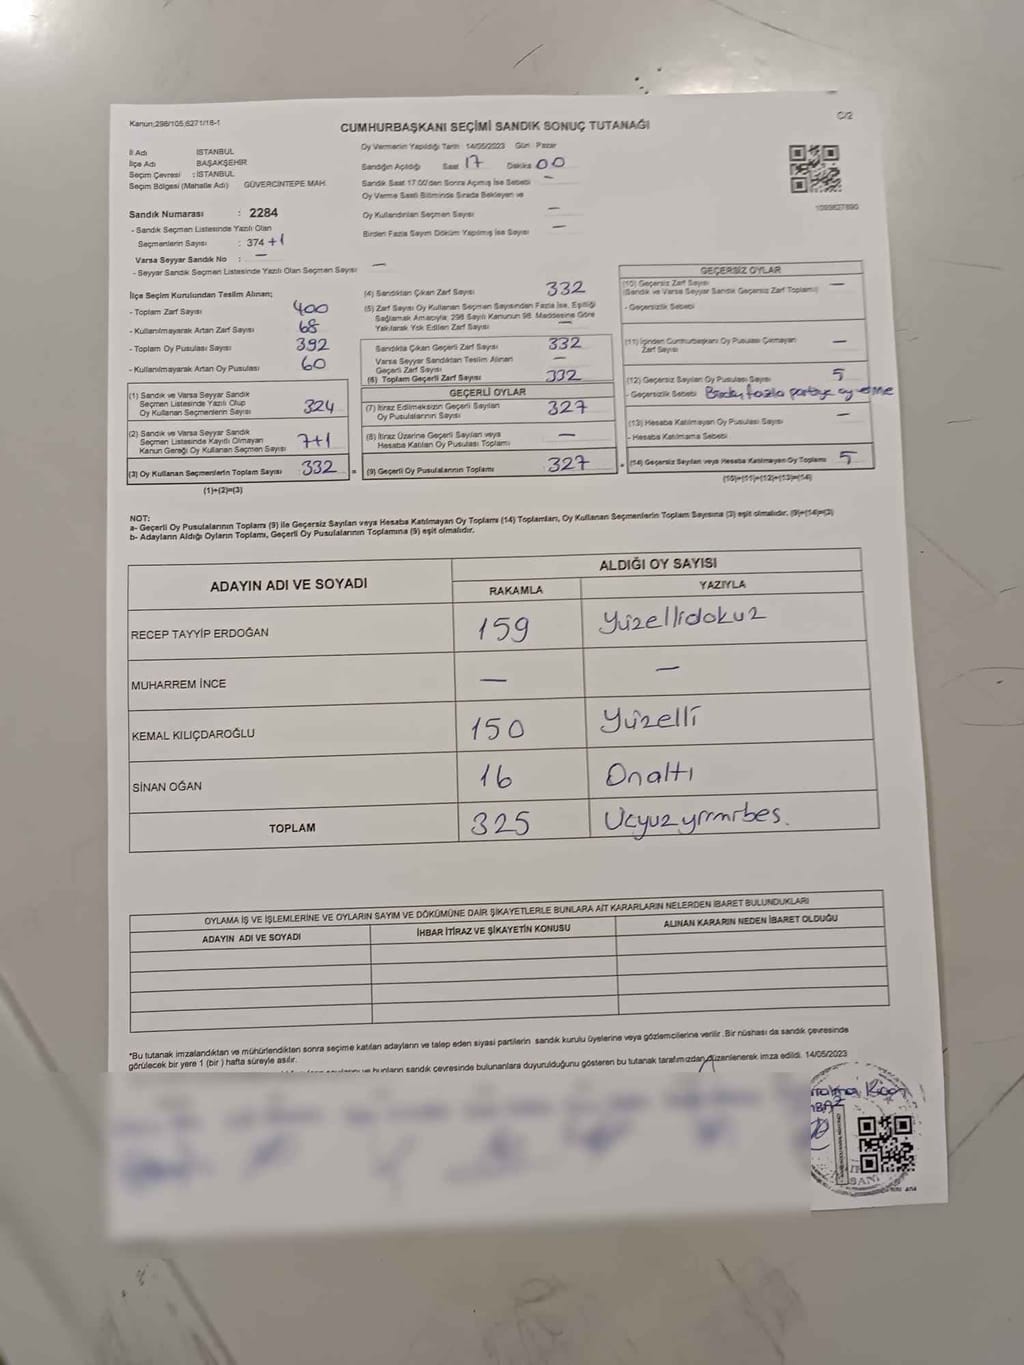 Kanun;298/105,6271/18-1
C/2
CUMHURBAŞKANI SEÇİMİ SANDIK SONUÇ TUTANAĞI
İl Adı İSTANBUL
İlçe Adı BAŞAKŞEHİR
Seçim Çevresi : İSTANBUL
Seçim Bölgesi (Mahalle Adı) GÜVERCİNTEPE MAH.
Sandık Numarası : 2284
- Sandık Seçmen Listesinde Yazılı Olan
Seçmenlerin Sayısı : 374 +1
Varsa Seyyar Sandık No : —
- Seyyar Sandık Seçmen Listesinde Yazılı Olan Seçmen Sayısı —
Oy Vermenin Yapıldığı Tarih 14/05/2023 Gün Pazar
Sandığın Açıldığı Saat 17 Dakika 00
Sandık Saat 17:00'den Sonra Açılmış İse Sebebi —
Oy Verme Saati Bitiminde Sırada Bekleyen ve
Oy Kullandırılan Seçmen Sayısı —
Birden Fazla Sayım Döküm Yapılmış İse Sayısı —
1093627890
İlçe Seçim Kurulundan Teslim Alınan;
- Toplam Zarf Sayısı 400
- Kullanılmayarak Artan Zarf Sayısı 68
- Toplam Oy Pusulası Sayısı 392
- Kullanılmayarak Artan Oy Pusulası 60
(1) Sandık ve Varsa Seyyar Sandık
Seçmen Listesinde Yazılı Olup
Oy Kullanan Seçmenlerin Sayısı 324
(2) Sandık ve Varsa Seyyar Sandık
Seçmen Listesinde Kayıtlı Olmayan
Kanun Gereği Oy Kullanan Seçmen Sayısı 7+1
(3) Oy Kullanan Seçmenlerin Toplam Sayısı 332 =
(1)+(2)=(3)
(4) Sandıktan Çıkan Zarf Sayısı 332
(5) Zarf Sayısı Oy Kullanan Seçmen Sayısından Fazla İse, Eşitliği
Sağlamak Amacıyla; 298 Sayılı Kanunun 98. Maddesine Göre
Yakılarak Yok Edilen Zarf Sayısı —
Sandıkta Çıkan Geçerli Zarf Sayısı 332
Varsa Seyyar Sandıktan Teslim Alınan
Geçerli Zarf Sayısı —
(6) Toplam Geçerli Zarf Sayısı 332
GEÇERLİ OYLAR
(7) İtiraz Edilmeksizin Geçerli Sayılan
Oy Pusulalarının Sayısı 327
(8) İtiraz Üzerine Geçerli Sayılan veya
Hesaba Katılan Oy Pusulası Toplamı —
(9) Geçerli Oy Pusulalarının Toplamı 327 +
GEÇERSİZ OYLAR
(10) Geçersiz Zarf Sayısı
(Sandık ve Varsa Seyyar Sandık Geçersiz Zarf Toplamı) —
- Geçersizlik Sebebi
(11) İçinden Cumhurbaşkanı Oy Pusulası Çıkmayan
Zarf Sayısı —
(12) Geçersiz Sayılan Oy Pusulası Sayısı 5
- Geçersizlik Sebebi Birden fazla partiye oy verme
(13) Hesaba Katılmayan Oy Pusulası Sayısı —
- Hesaba Katılmama Sebebi
(14) Geçersiz Sayılan veya Hesaba Katılmayan Oy Toplamı 5
(10)+(11)+(12)+(13)=(14)
NOT:
a- Geçerli Oy Pusulalarının Toplamı (9) ile Geçersiz Sayılan veya Hesaba Katılmayan Oy Toplamı (14) Toplamları, Oy Kullanan Seçmenlerin Toplam Sayısına (3) eşit olmalıdır. (9)+(14)=(3)
b- Adayların Aldığı Oyların Toplamı, Geçerli Oy Pusulalarının Toplamına (9) eşit olmalıdır.
ADAYIN ADI VE SOYADI ALDIĞI OY SAYISI
RAKAMLA YAZIYLA
RECEP TAYYİP ERDOĞAN 159 Yüzellidokuz
MUHARREM İNCE — —
KEMAL KILIÇDAROĞLU 150 Yüzelli
SİNAN OĞAN 16 Onaltı
TOPLAM 325 Ucyuzyirmibes.
OYLAMA İŞ VE İŞLEMLERİNE VE OYLARIN SAYIM VE DÖKÜMÜNE DAİR ŞİKAYETLERLE BUNLARA AİT KARARLARIN NELERDEN İBARET BULUNDUKLARI
ADAYIN ADI VE SOYADI İHBAR İTİRAZ VE ŞİKAYETİN KONUSU ALINAN KARARIN NEDEN İBARET OLDUĞU
*Bu tutanak imzalandıktan ve mühürlendikten sonra seçime katılan adayların ve talep eden siyasi partilerin sandık kurulu üyelerine veya gözlemcilerine verilir. Bir nüshası da sandık çevresinde
görülecek bir yere 1 (bir) hafta süreyle asılır.
bunların sandık çevresinde bulunanlara duyurulduğunu gösteren bu tutanak tarafımızdan düzenlenerek imza edildi. 14/05/2023